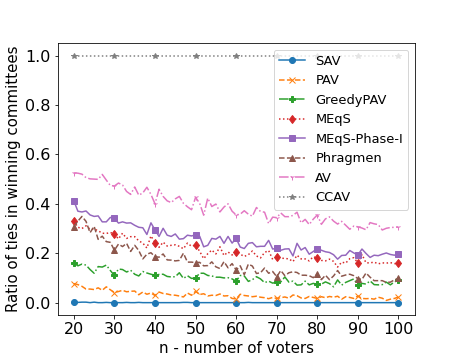 Ratio of ties in winning committees
1.0
0.8
0.6
0.4
0.2
0.0
SAV
PAV
GreedyPAV
MEqS
MEqS-Phase-I
Phragmen
AV
CCAV
20 30 40 50 60 70 80 90 100
n - number of voters